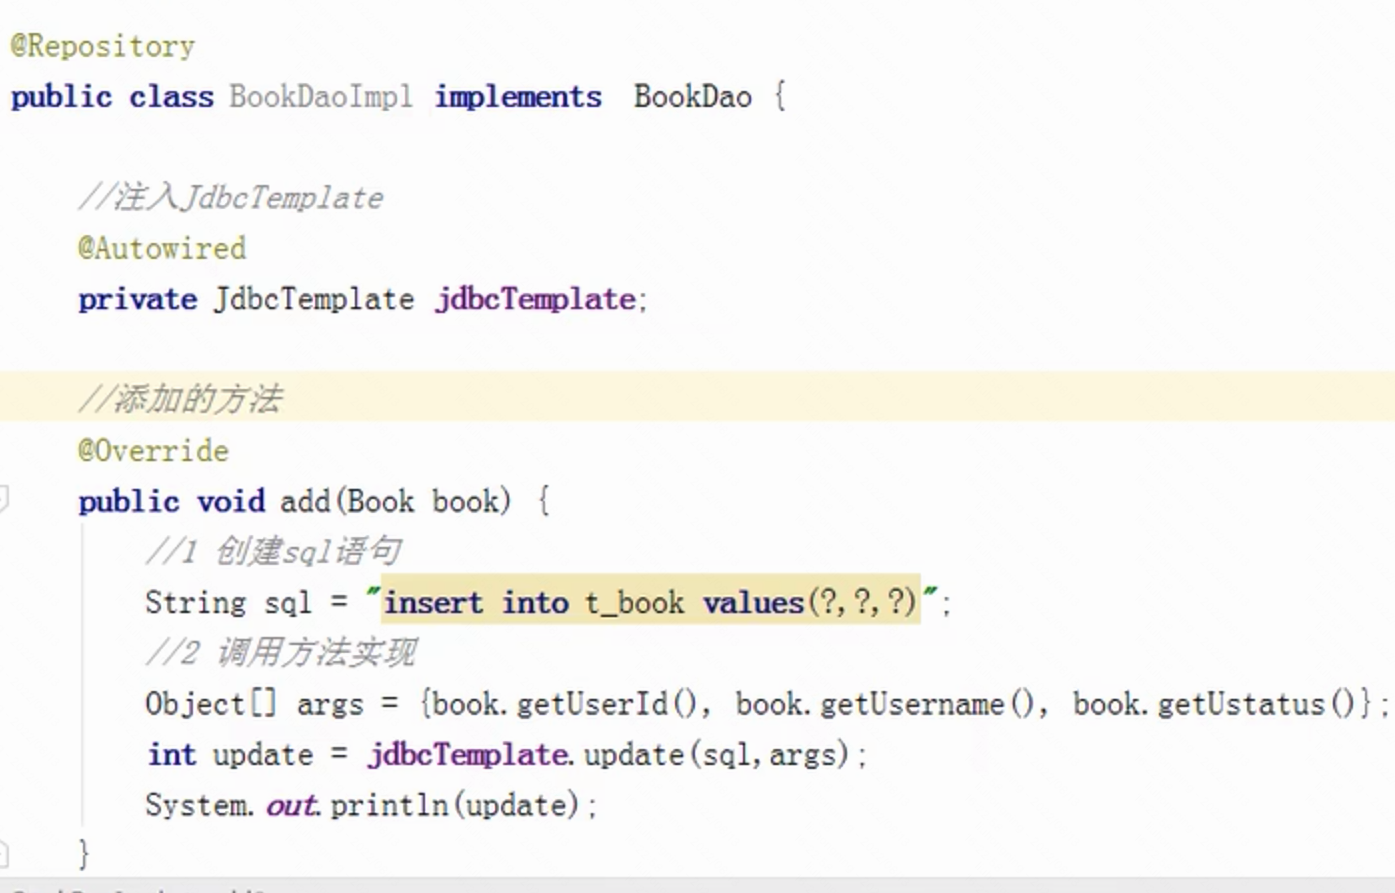 @Repository
public class BookDaoImpl implements BookDao {
//注入JdbcTemplate
@Autowired
private JdbcTemplate jdbcTemplate;
//添加的方法
@Override
public void add(Book book) {
//1 创建sql语句
String sql = "insert into t_book values(?,?,?)";
//2 调用方法实现
Object[] args = {book.getUserId(), book.getUsername(), book.getUstatus()};
int update = jdbcTemplate.update(sql,args);
System.out.println(update);
}